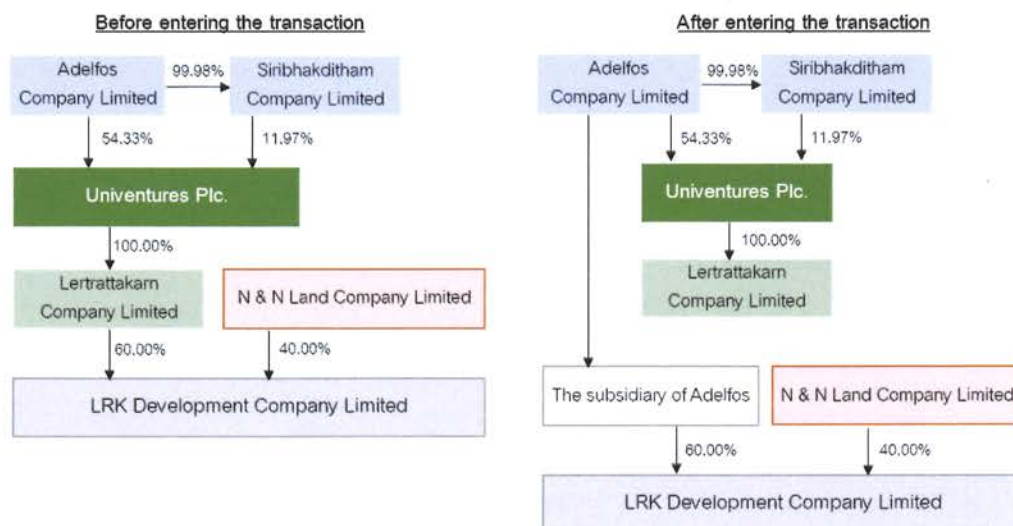 Before entering the transaction
Adelfos
Company Limited
99.98%
Siribhakditham
Company Limited
54.33%
11.97%
Univentures Plc.
100.00%
Lertrattakarn
Company Limited
N & N Land Company Limited
60.00%
40.00%
LRK Development Company Limited
After entering the transaction
Adelfos
Company Limited
99.98%
Siribhakditham
Company Limited
54.33%
11.97%
Univentures Plc.
100.00%
Lertrattakarn
Company Limited
The subsidiary of Adelfos
N & N Land Company Limited
60.00%
40.00%
LRK Development Company Limited